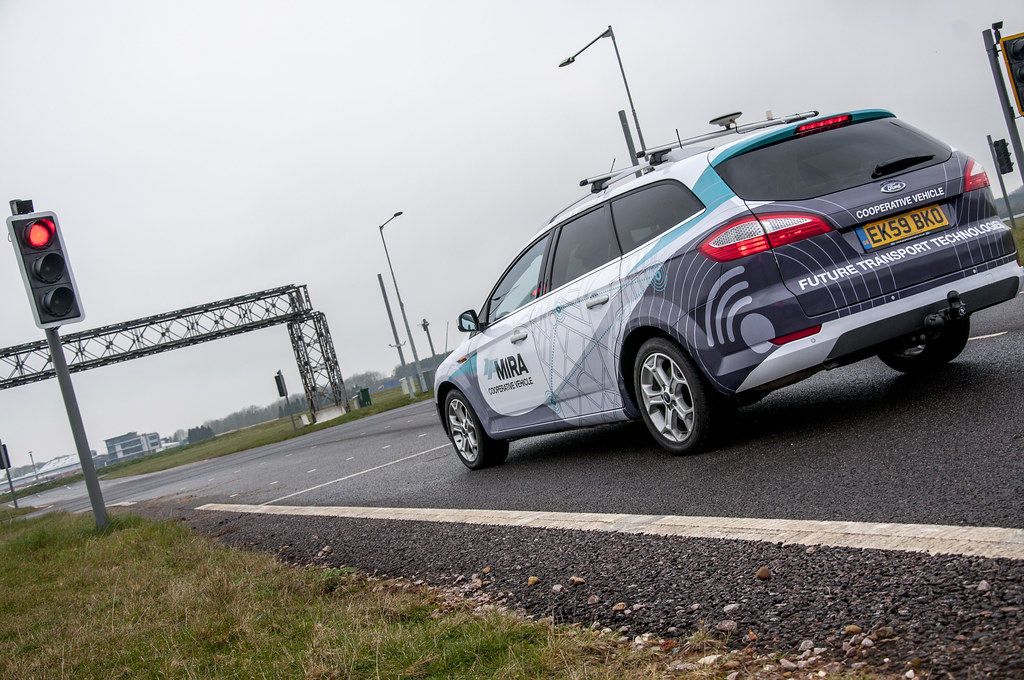 MIRA
COOPERATIVE VEHICLE
Ford
COOPERATIVE VEHICLE
EK59 BKO
FUTURE TRANSPORT TECHNOLOGIES